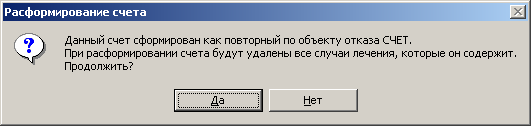 Расформирование счета
Данный счет сформирован как повторный по объекту отказа СЧЕТ.
При расформировании счета будут удалены все случаи лечения, которые он содержит.
Продолжить?
Да
Нет